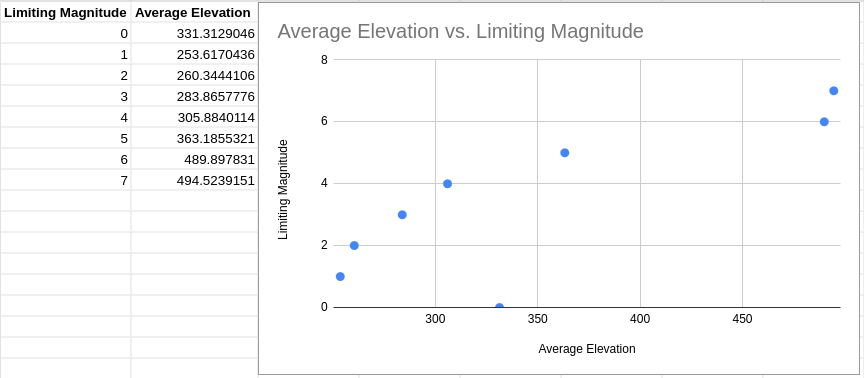 Limiting Magnitude Average Elevation
0 331.3129046
1 253.6170436
2 260.3444106
3 283.8657776
4 305.8840114
5 363.1855321
6 489.897831
7 494.5239151
Average Elevation vs. Limiting Magnitude
Limiting Magnitude
8
6
4
2
0
300 350 400 450
Average Elevation